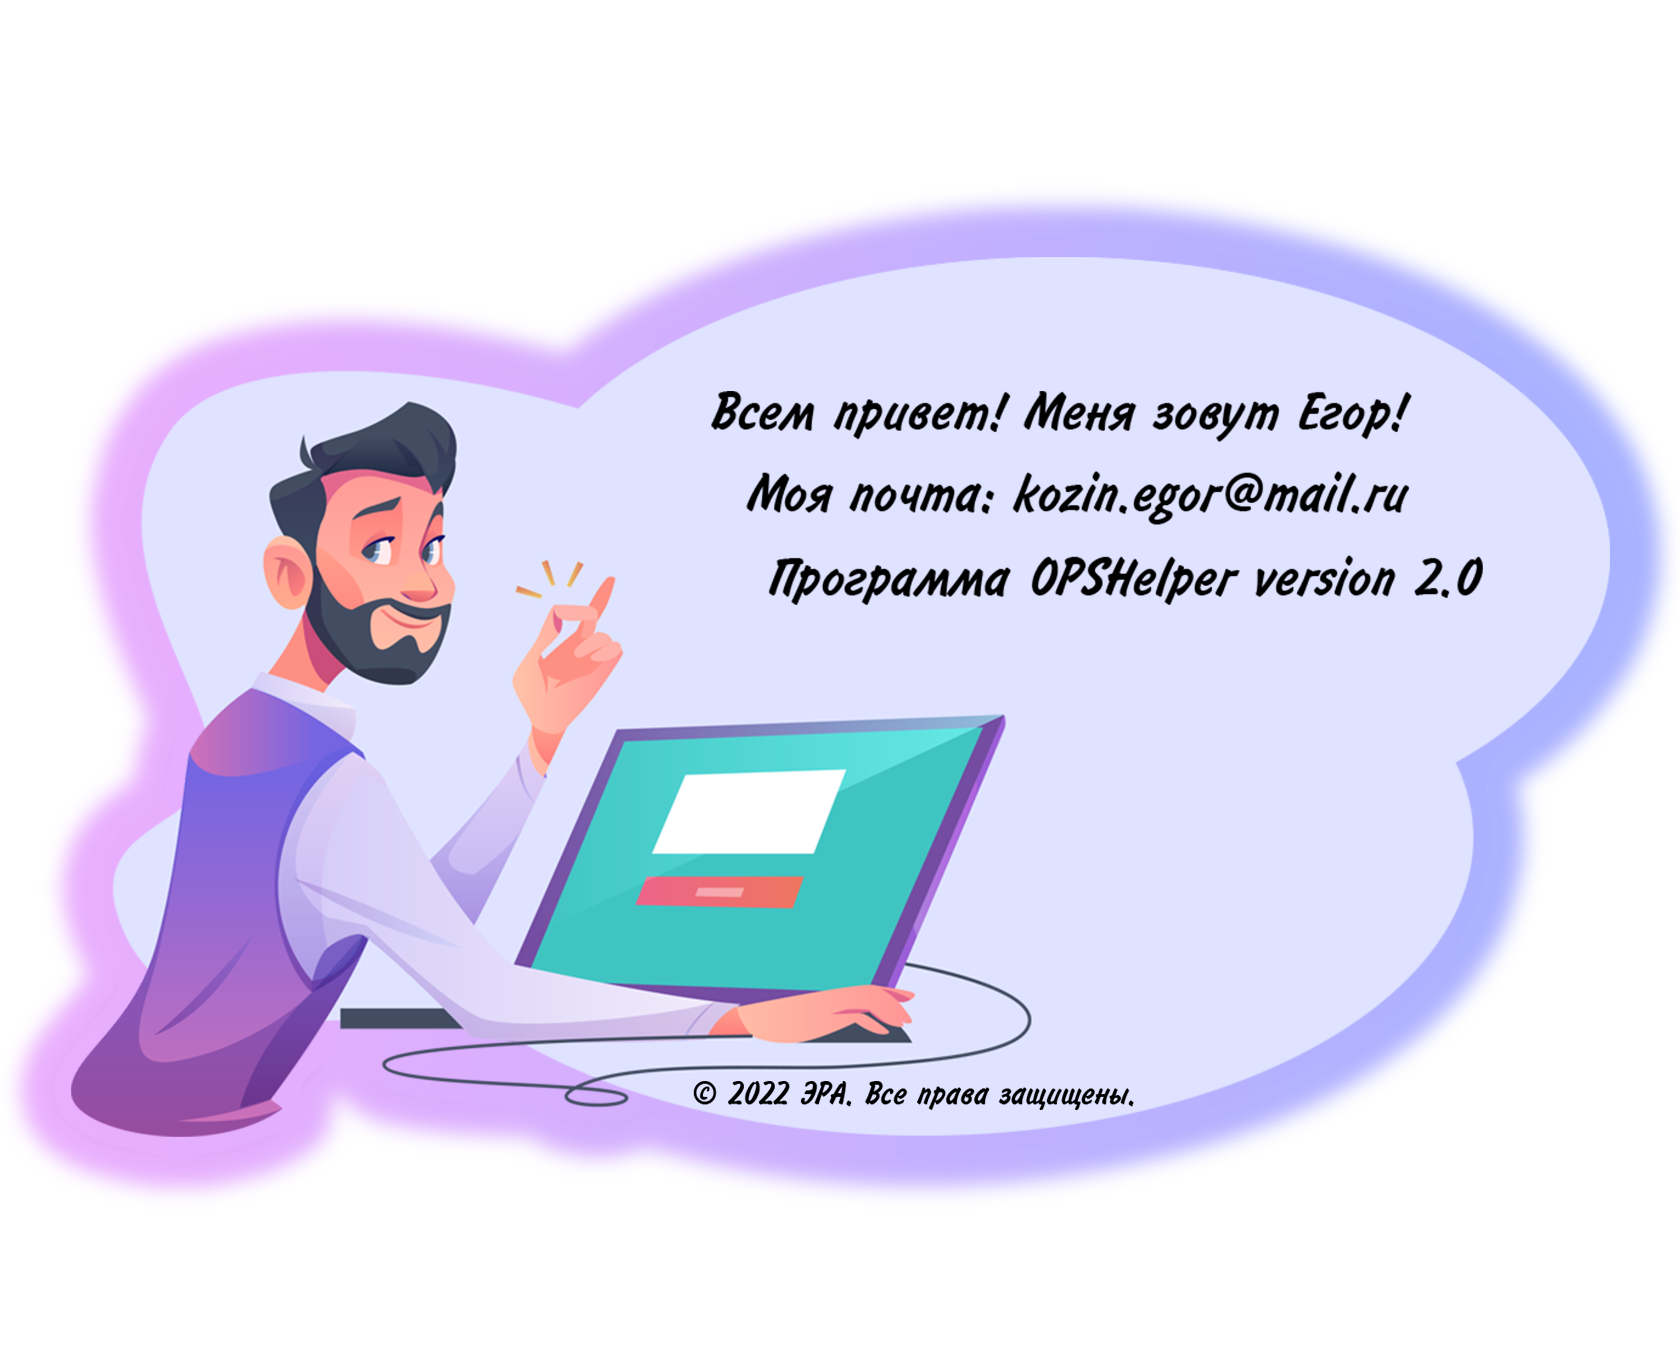 Всем привет! Меня зовут Егор!
Моя почта: kozin.egor@mail.ru
Программа OPSHelper version 2.0
© 2022 ЭРА. Все права защищены.